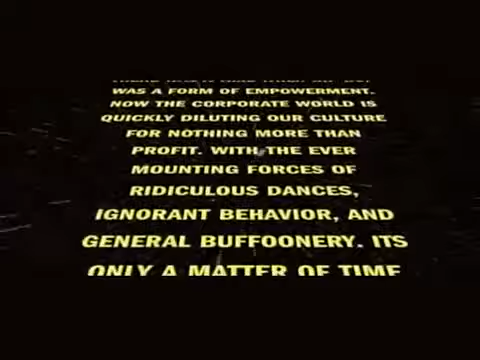 WAS A FORM OF EMPOWERMENT.
NOW THE CORPORATE WORLD IS
QUICKLY DILUTING OUR CULTURE
FOR NOTHING MORE THAN
PROFIT. WITH THE EVER
MOUNTING FORCES OF
RIDICULOUS DANCES,
IGNORANT BEHAVIOR, AND
GENERAL BUFFOONERY. ITS
ONLY A MATTER OF TIME